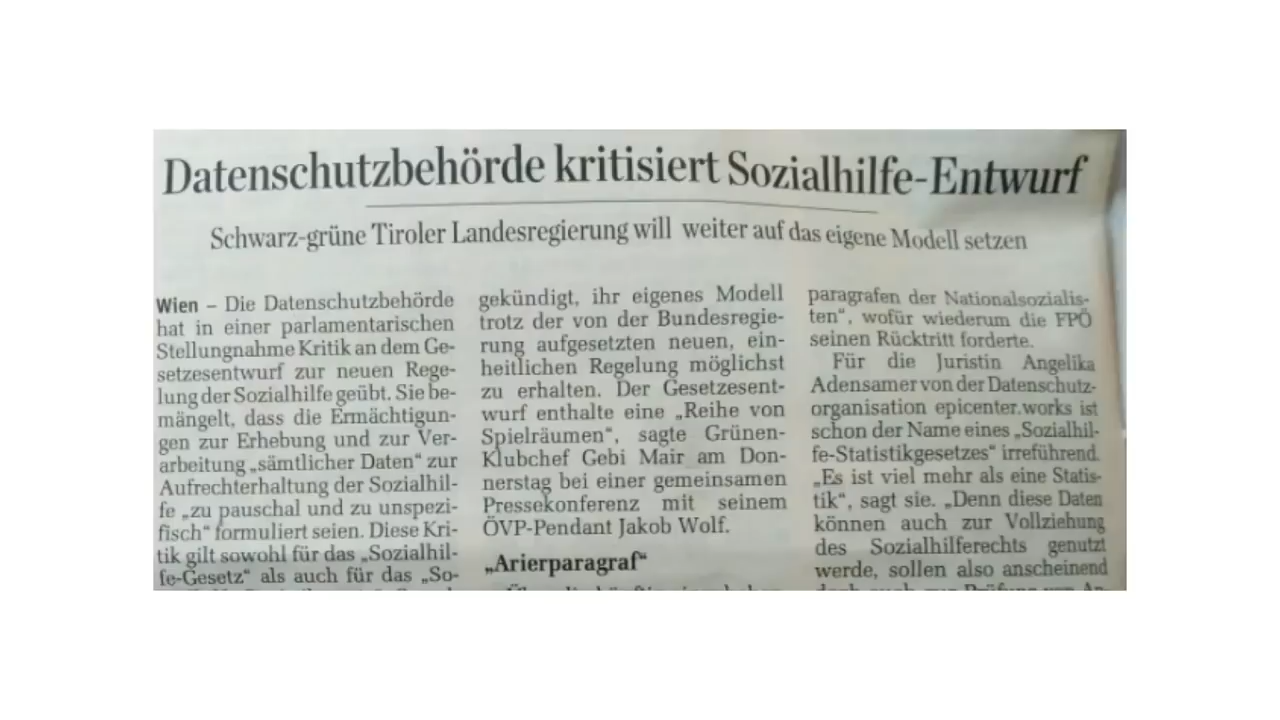 Datenschutzbehörde kritisiert Sozialhilfe-Entwurf
Schwarz-grüne Tiroler Landesregierung will weiter auf das eigene Modell setzen
Wien – Die Datenschutzbehörde
hat in einer parlamentarischen
Stellungnahme Kritik an dem Ge-
setzesentwurf zur neuen Rege-
lung der Sozialhilfe geübt. Sie be-
mängelt, dass die Ermächtigun-
gen zur Erhebung und zur Ver-
arbeitung „sämtlicher Daten“ zur
Aufrechterhaltung der Sozialhil-
fe „zu pauschal und zu unspezi-
fisch“ formuliert seien. Diese Kri-
tik gilt sowohl für das „Sozialhil-
fe-Gesetz“ als auch für das „So-
gekündigt, ihr eigenes Modell
trotz der von der Bundesregie-
rung aufgesetzten neuen, ein-
heitlichen Regelung möglichst
zu erhalten. Der Gesetzesent-
wurf enthalte eine „Reihe von
Spielräumen“, sagte Grünen-
Klubchef Gebi Mair am Don-
nerstag bei einer gemeinsamen
Pressekonferenz mit seinem
ÖVP-Pendant Jakob Wolf.
„Arierparagraf“
paragrafen der Nationalsozialis-
ten“, wofür wiederum die FPÖ
seinen Rücktritt forderte.
Für die Juristin Angelika
Adensamer von der Datenschutz-
organisation epicenter.works ist
schon der Name eines „Sozialhil-
fe-Statistikgesetzes“ irreführend.
„Es ist viel mehr als eine Statis-
tik“, sagt sie. „Denn diese Daten
können auch zur Vollziehung
des Sozialhilferechts genutzt
werde, sollen also anscheinend